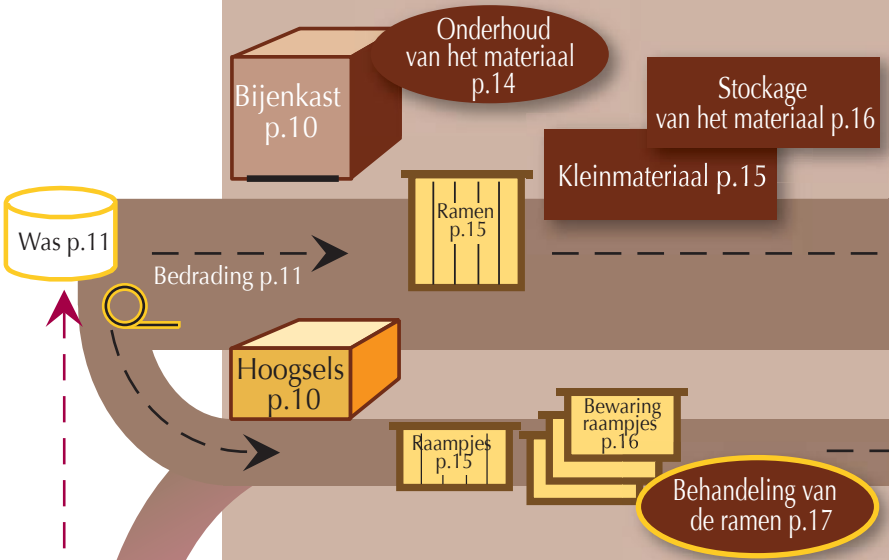 Onderhoud
van het materiaal
p.14
Bijenkast
p.10
Stockage
van het materiaal p.16
Kleinmateriaal p.15
Ramen
p.15
Was p.11
Bedrading p.11
Hoogsels
p.10
Raampjes
p.15
Bewaring
raampjes
p.16
Behandeling van
de ramen p.17